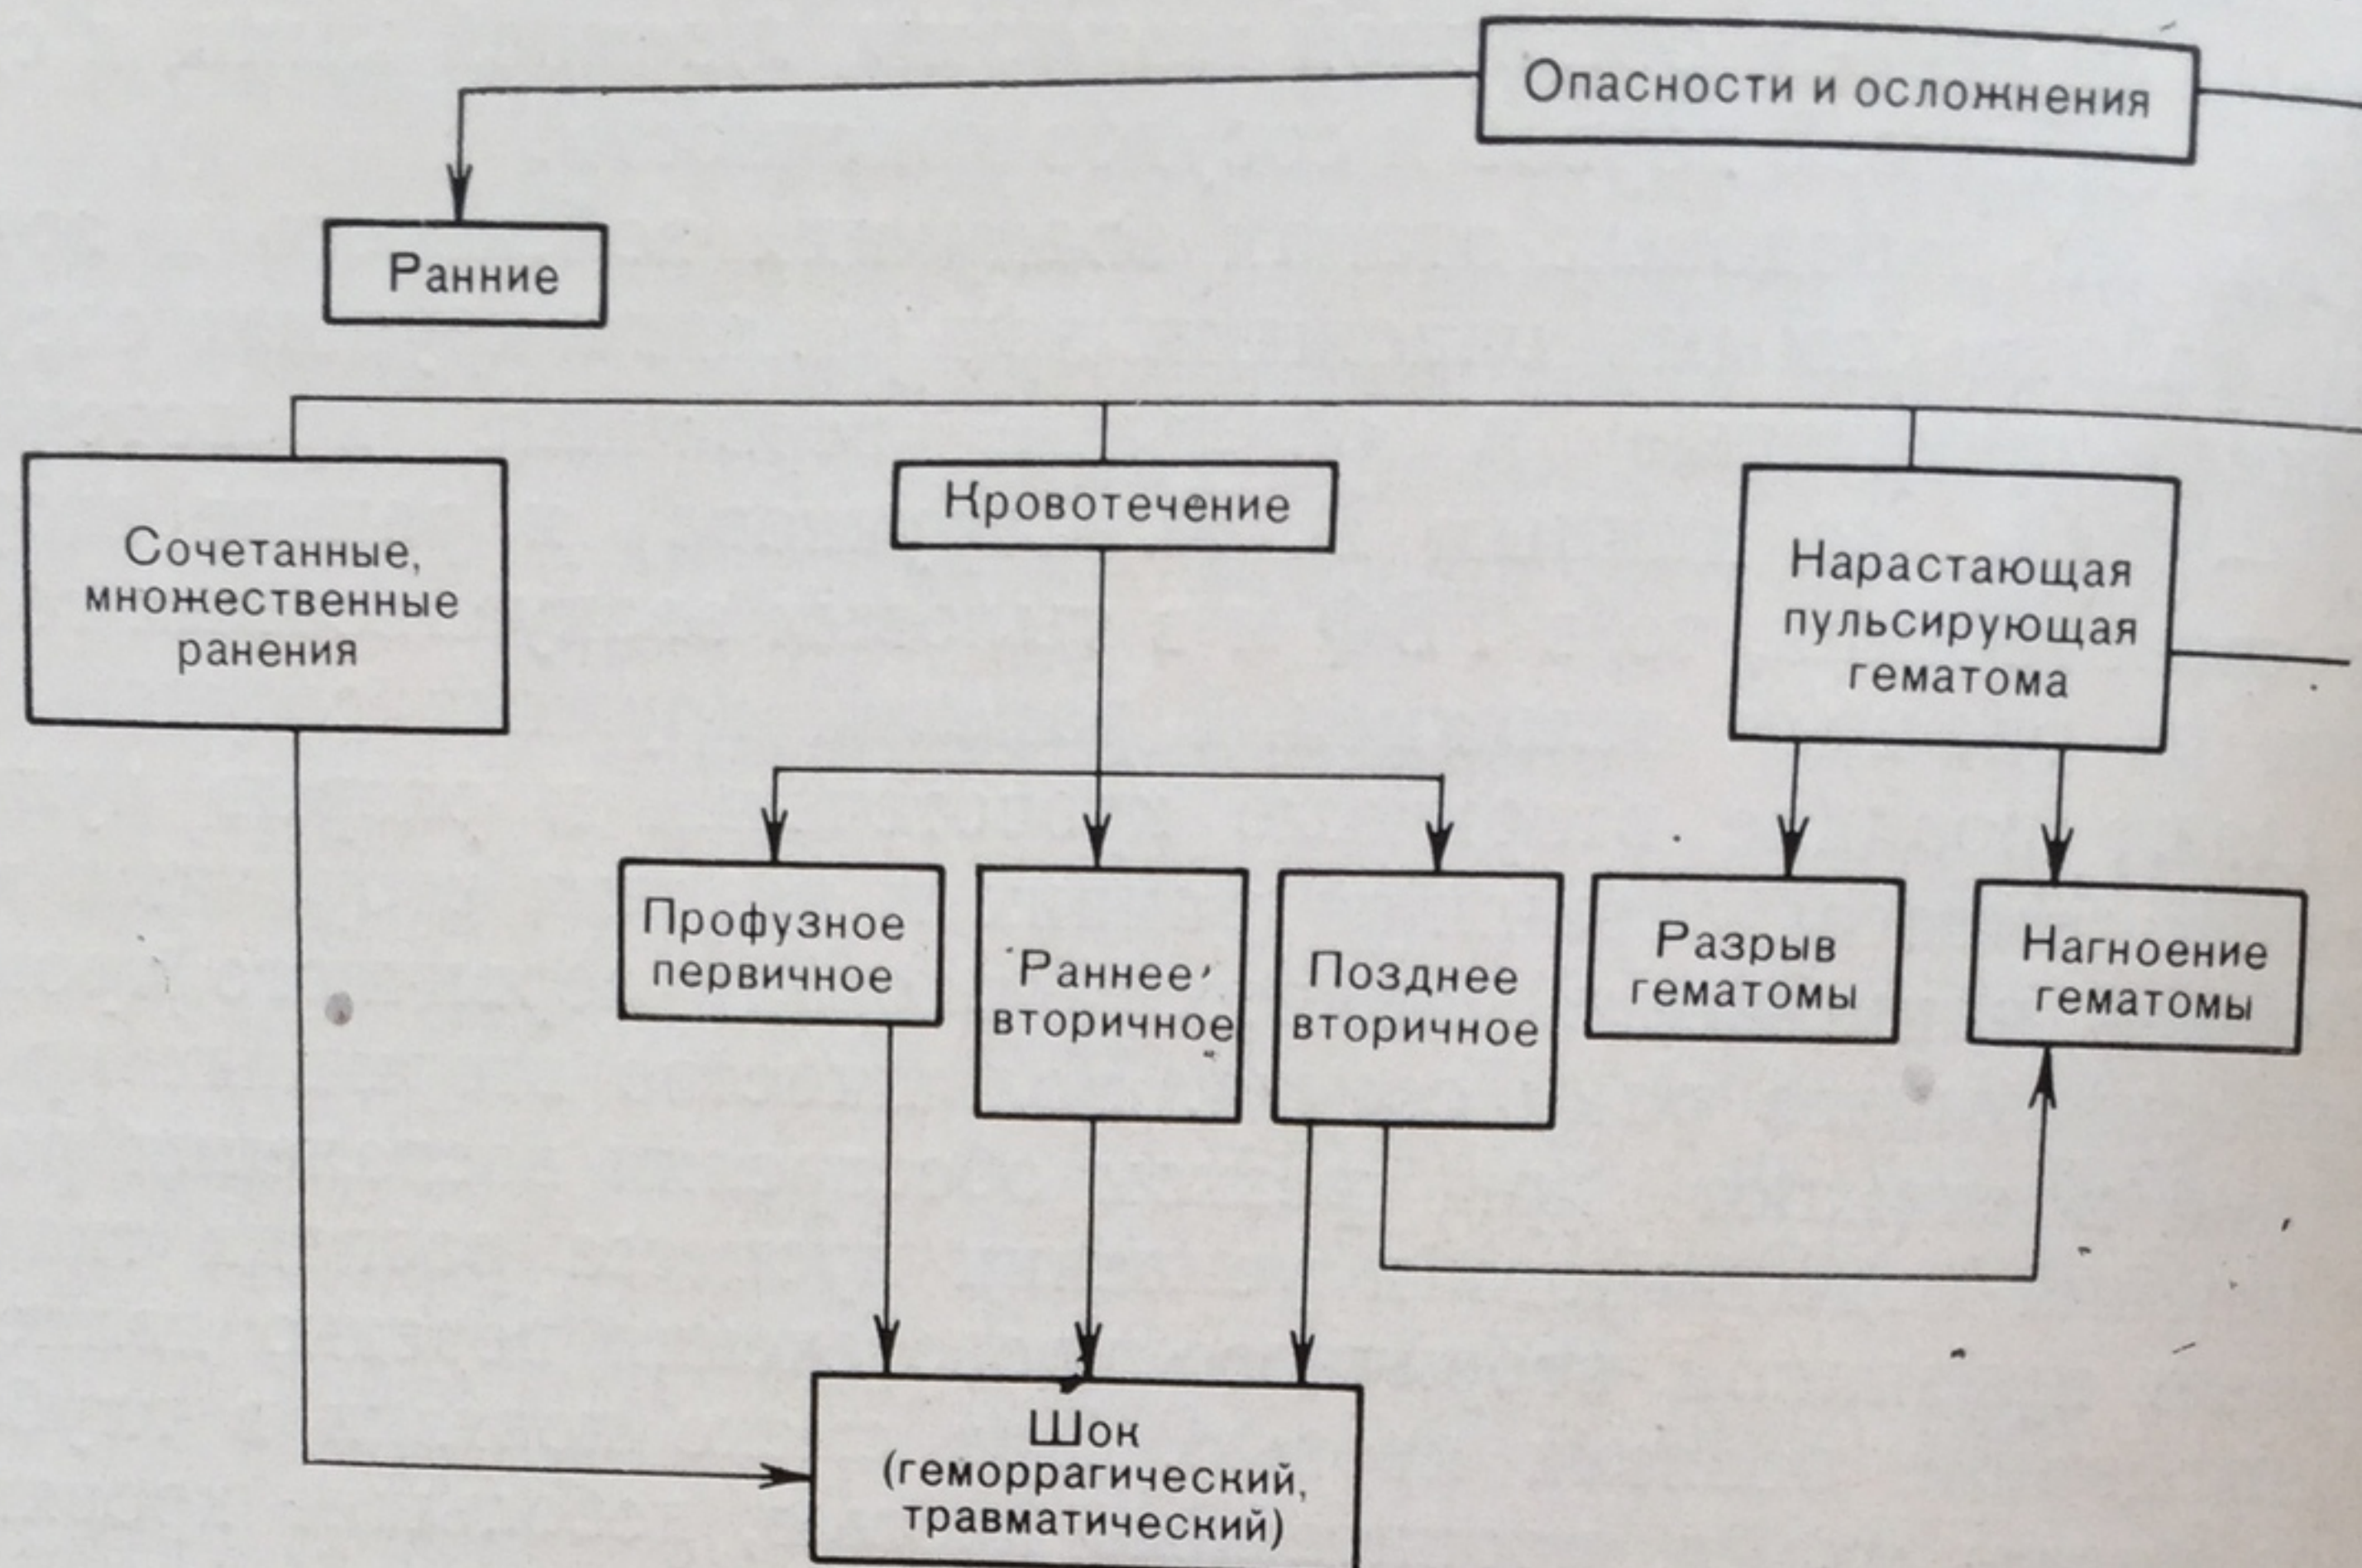 Опасности и осложнения
Ранние
Сочетанные,
множественные
ранения
Кровотечение
Нарастающая
пульсирующая
гематома
Профузное
первичное
Раннее
вторичное
Позднее
вторичное
Разрыв
гематомы
Нагноение
гематомы
Шок
(геморрагический,
травматический)